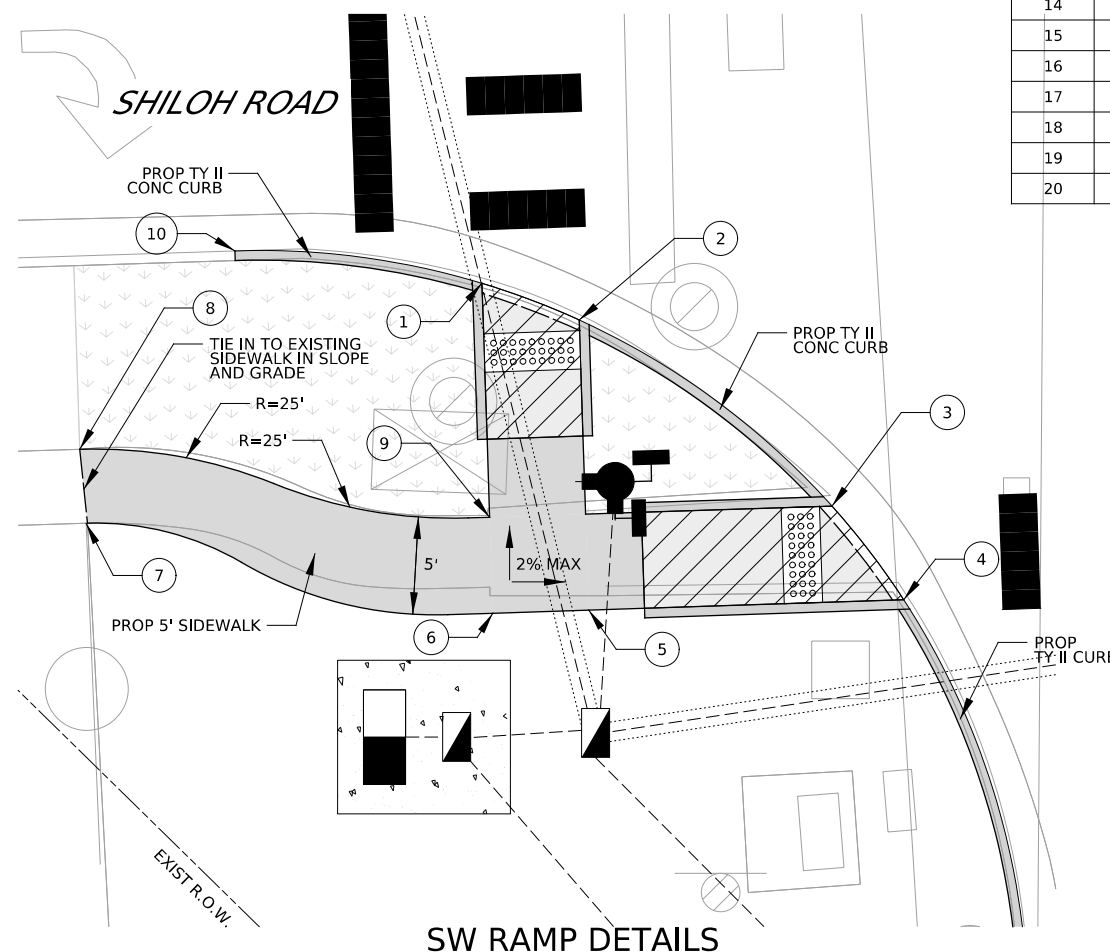 14
15
16
17
18
19
20
SHILOH ROAD
PROP TY II
CONC CURB
10
2
1
8
TIE IN TO EXISTING
SIDEWALK IN SLOPE
AND GRADE
PROP TY II
CONC CURB
R=25'
R=25'
9
3
5'
2% MAX
4
7
PROP 5' SIDEWALK
6
5
PROP
TY II CURB
EXIST R.O.W.
SW RAMP DETAILS